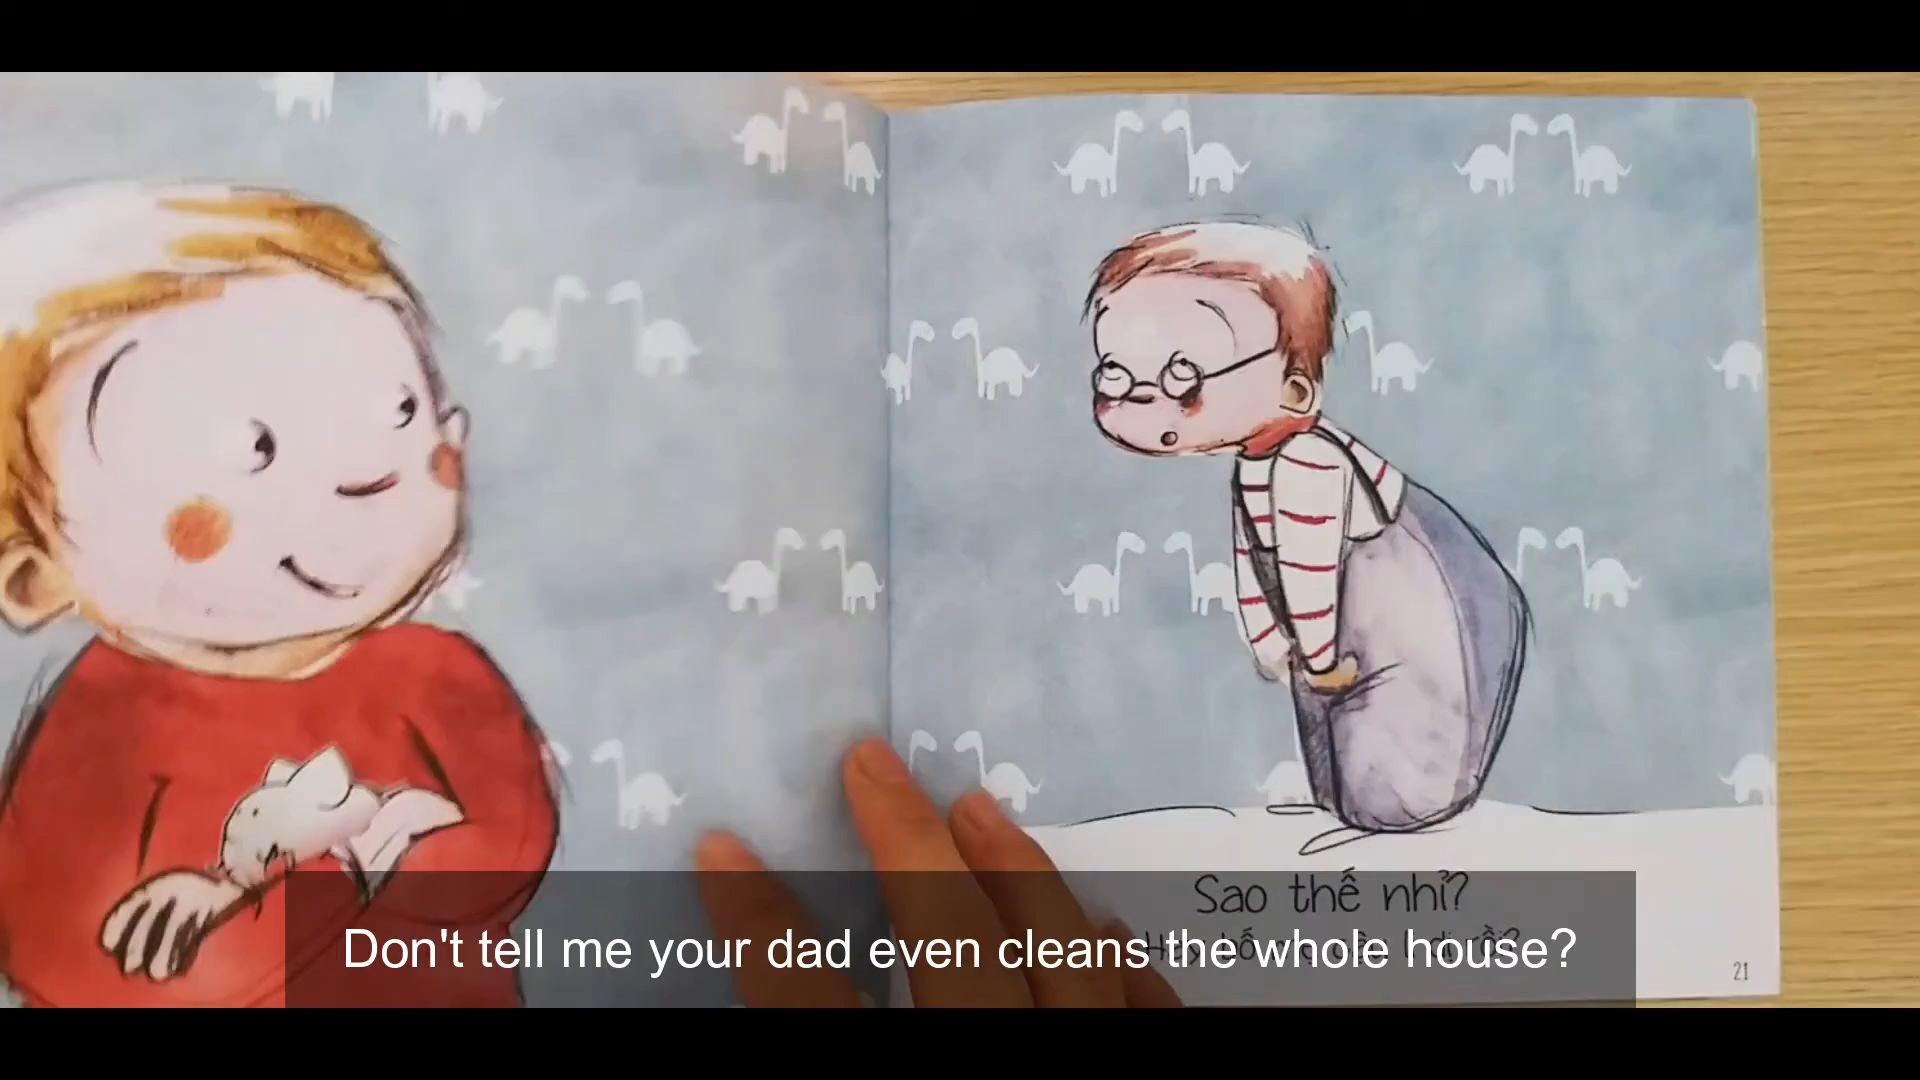 Sao thế nhỉ?
Don't tell me your dad even cleans the whole house?
21